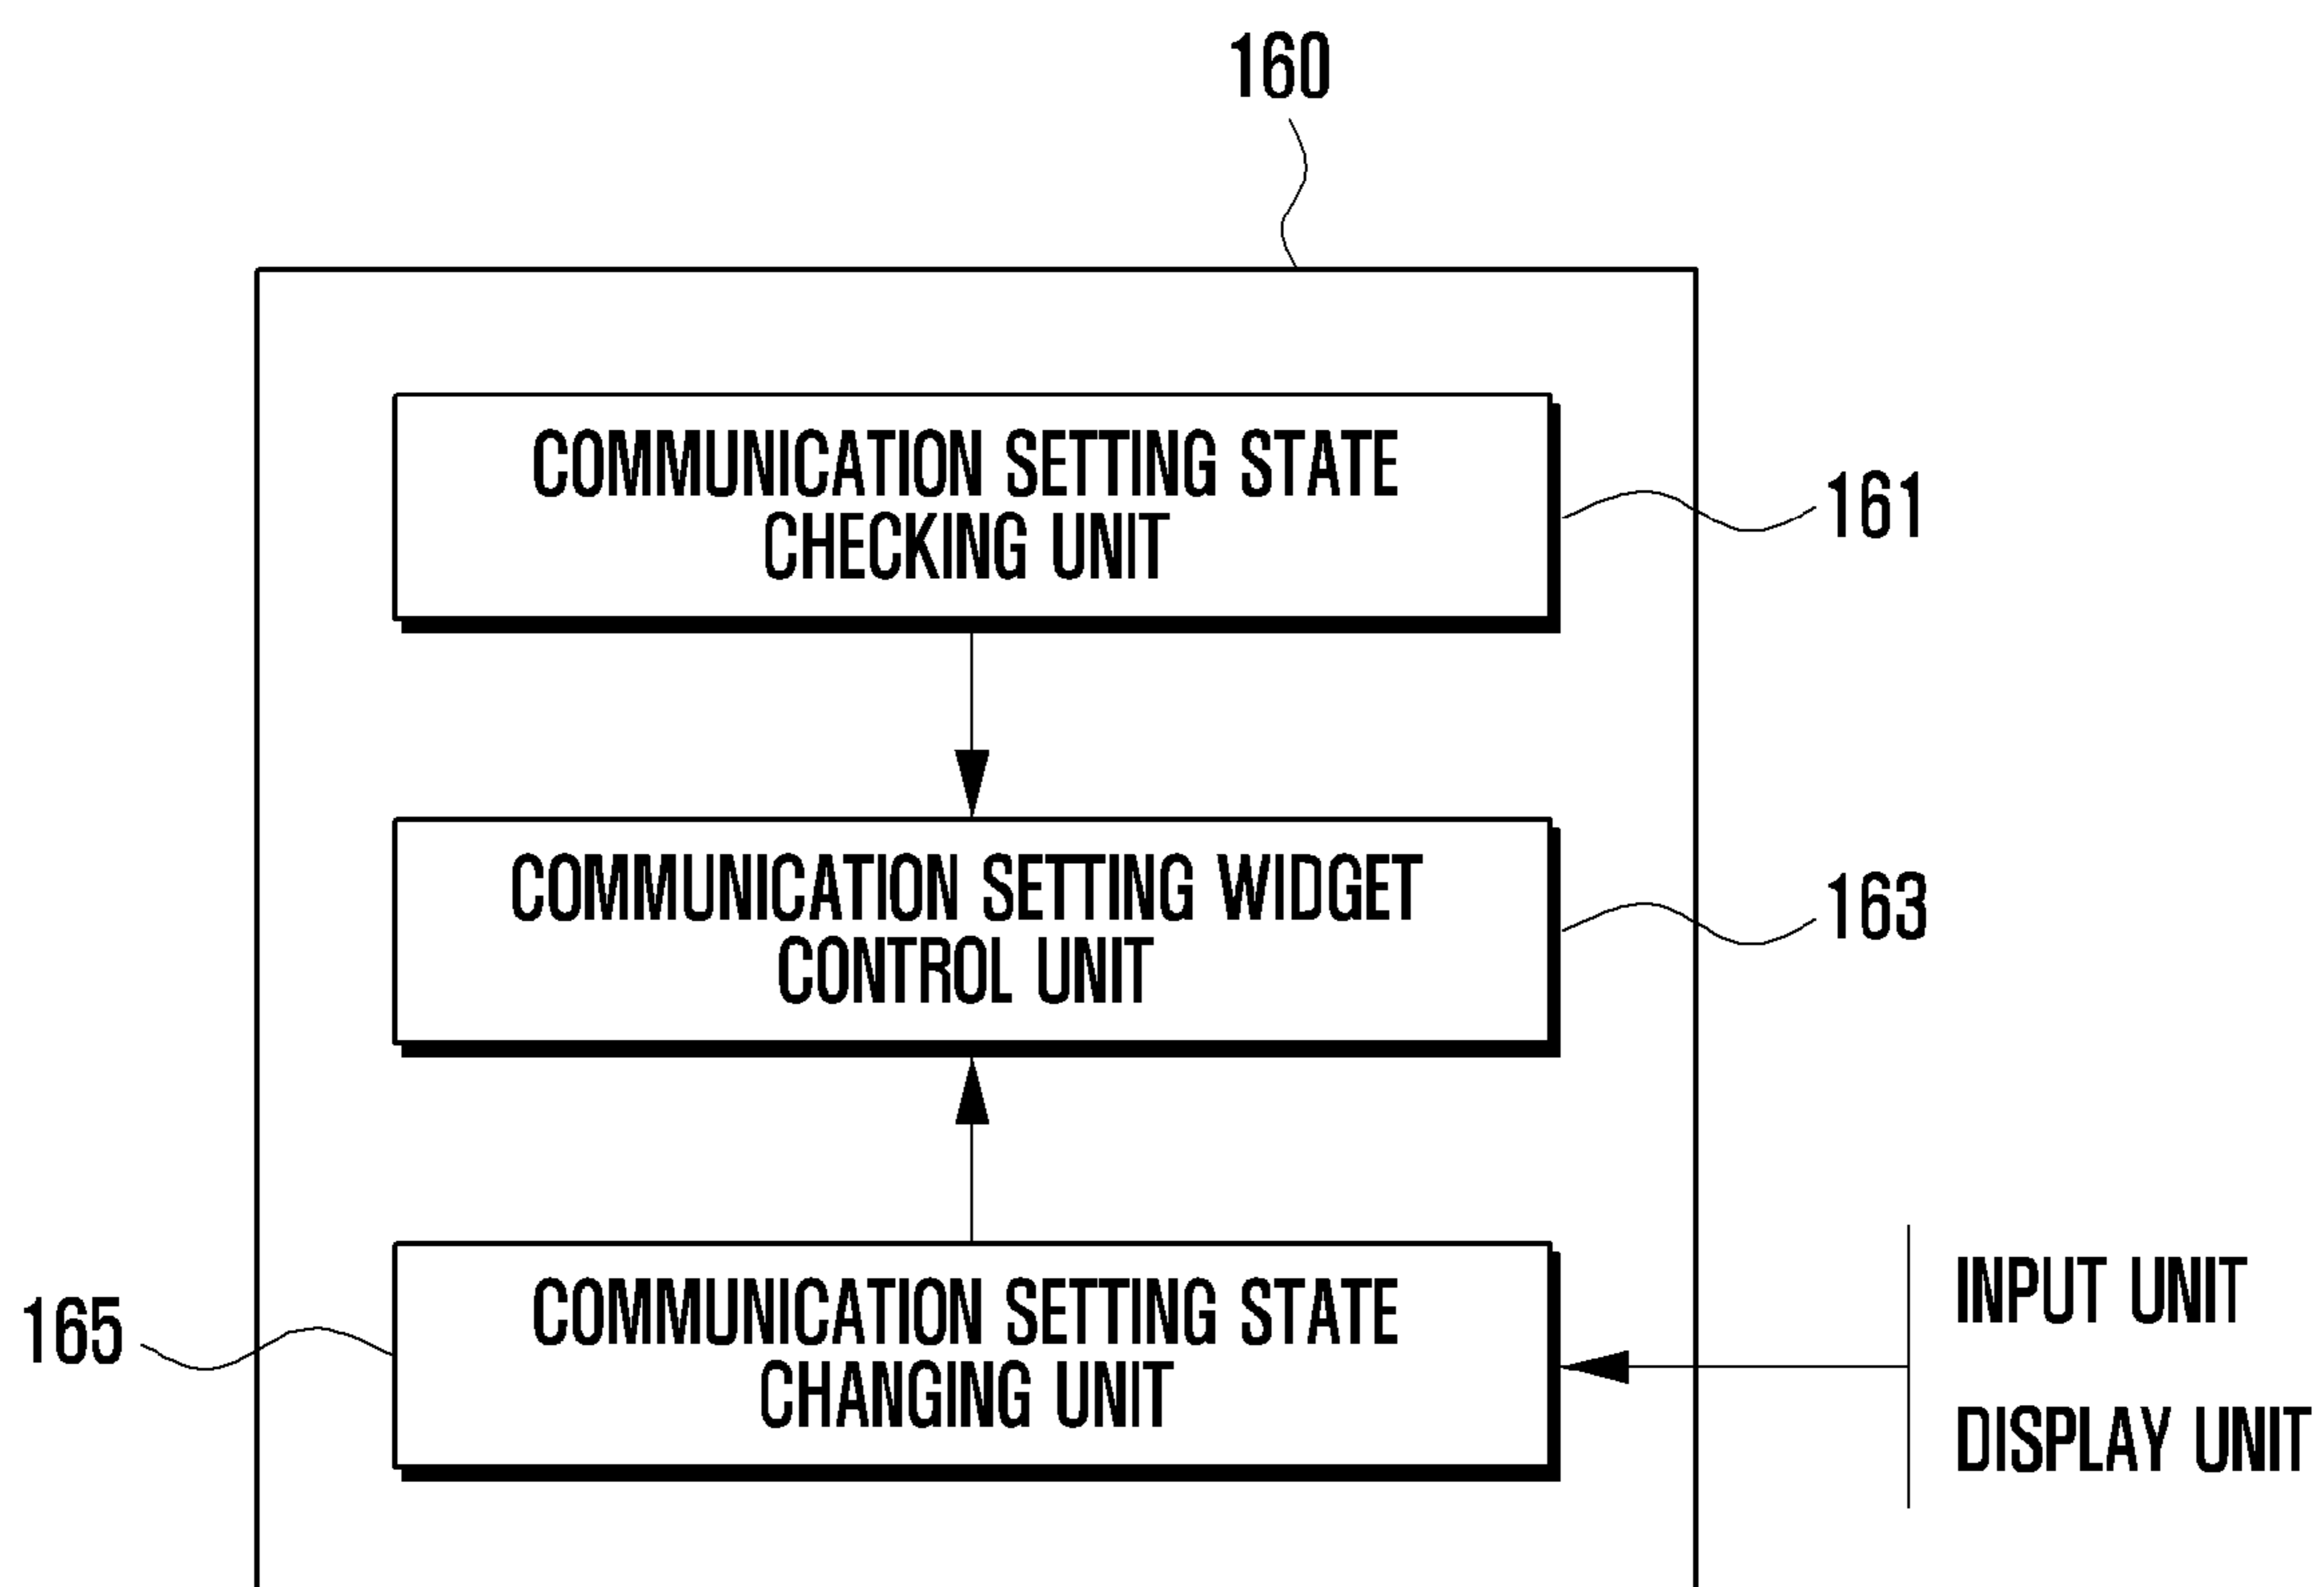 160
COMMUNICATION SETTING STATE
CHECKING UNIT
161
COMMUNICATION SETTING WIDGET
CONTROL UNIT
163
165
COMMUNICATION SETTING STATE
CHANGING UNIT
INPUT UNIT
DISPLAY UNIT